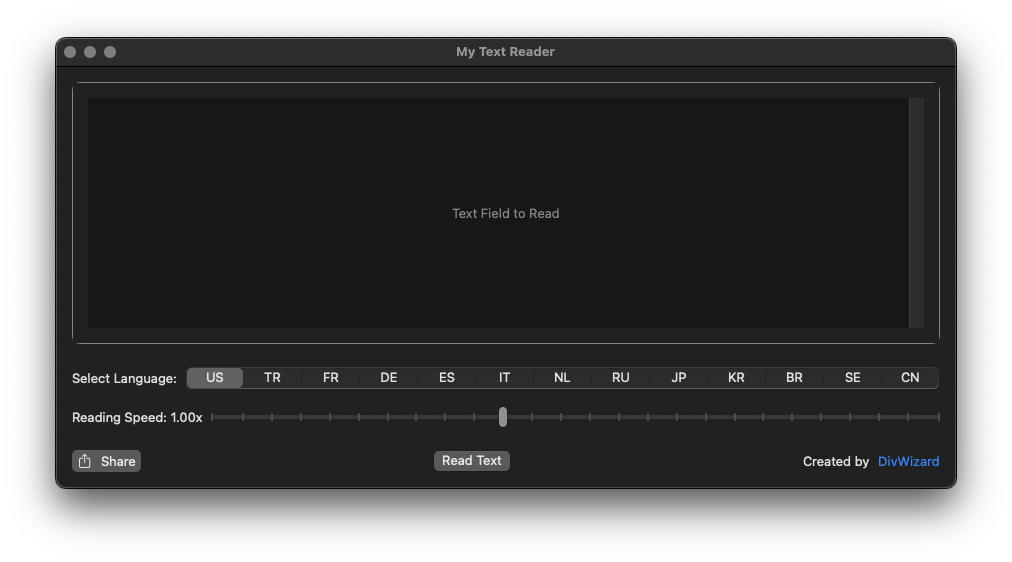 My Text Reader
Text Field to Read
Select Language: US TR FR DE ES IT NL RU JP KR BR SE CN
Reading Speed: 1.00x
Share Read Text Created by DivWizard